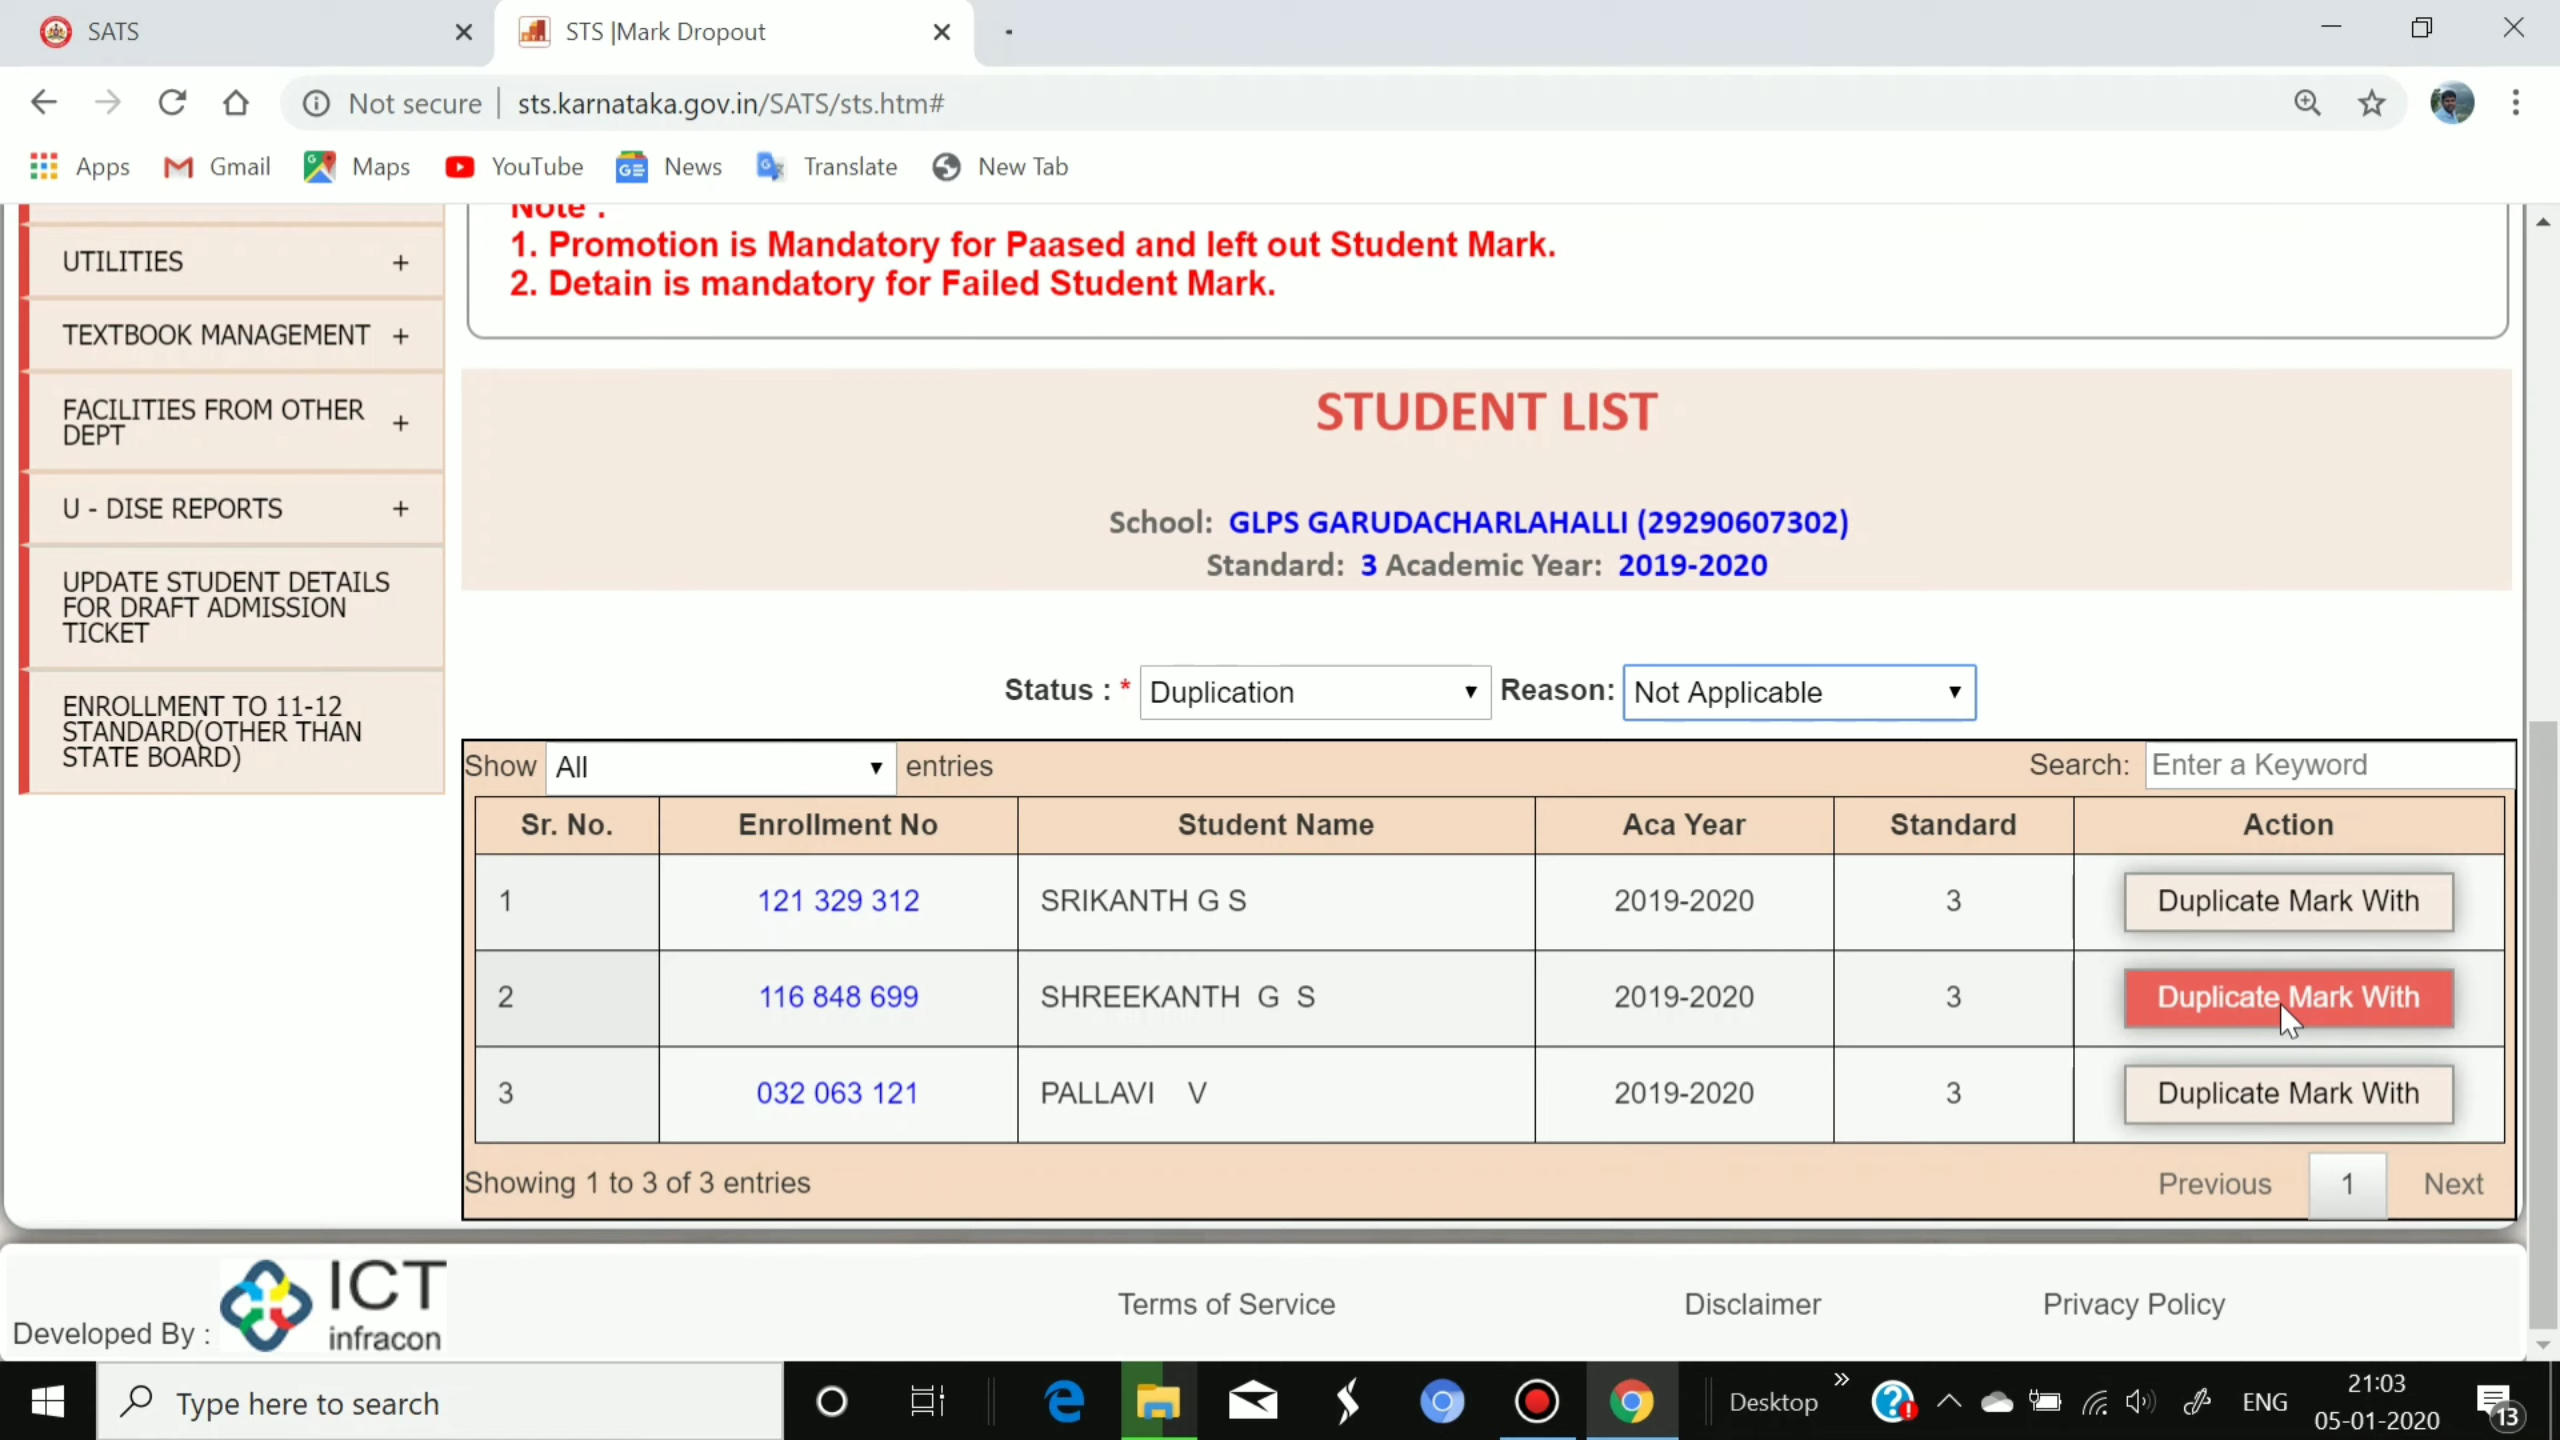 SATS
STS |Mark Dropout
Not secure | sts.karnataka.gov.in/SATS/sts.htm#
Apps Gmail Maps YouTube News Translate New Tab
UTILITIES +
TEXTBOOK MANAGEMENT +
FACILITIES FROM OTHER
DEPT +
U - DISE REPORTS +
UPDATE STUDENT DETAILS
FOR DRAFT ADMISSION
TICKET
ENROLLMENT TO 11-12
STANDARD(OTHER THAN
STATE BOARD)
Note :
1. Promotion is Mandatory for Paased and left out Student Mark.
2. Detain is mandatory for Failed Student Mark.
STUDENT LIST
School: GLPS GARUDACHARLAHALLI (29290607302)
Standard: 3 Academic Year: 2019-2020
Status : * Duplication Reason: Not Applicable
Show All entries Search: Enter a Keyword
Sr. No. Enrollment No Student Name Aca Year Standard Action
1 121 329 312 SRIKANTH G S 2019-2020 3 Duplicate Mark With
2 116 848 699 SHREEKANTH G S 2019-2020 3 Duplicate Mark With
3 032 063 121 PALLAVI V 2019-2020 3 Duplicate Mark With
Showing 1 to 3 of 3 entries Previous 1 Next
Developed By : ICT
infracon
Terms of Service Disclaimer Privacy Policy
Type here to search Desktop ENG 21:03
05-01-2020 13